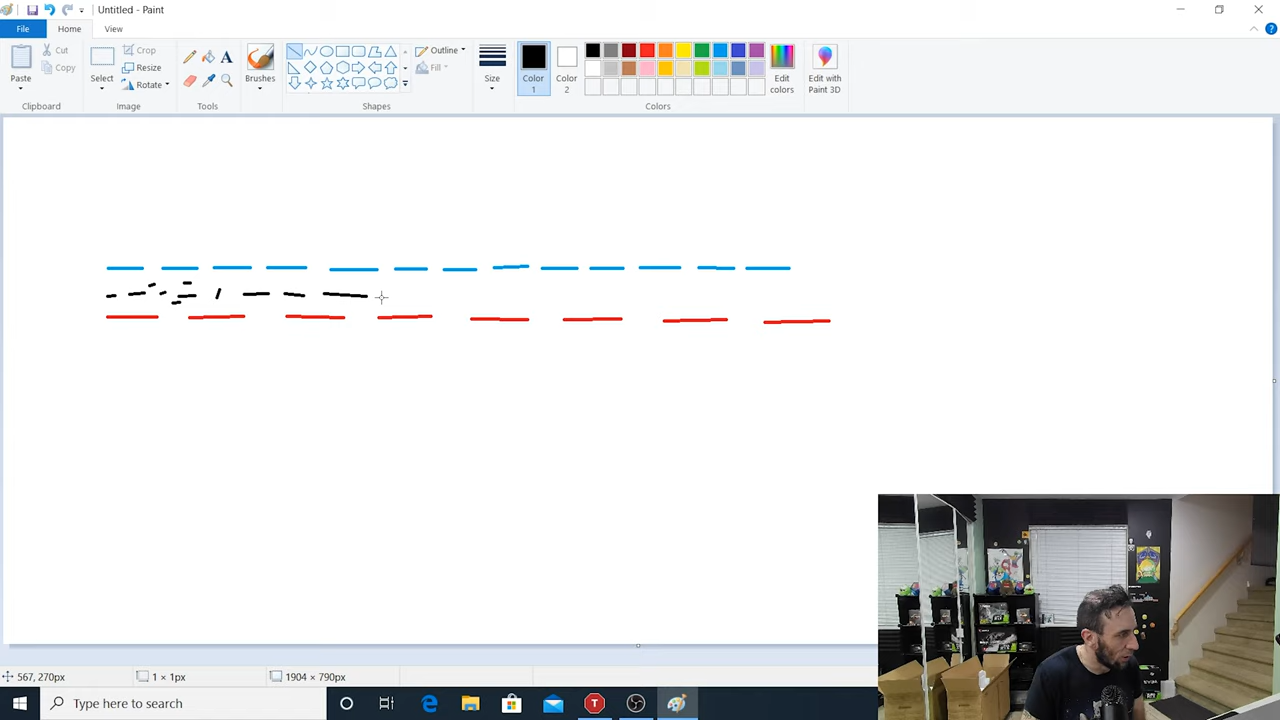 Untitled - Paint
File Home View
Paste
Cut
Copy
Clipboard
Select
Crop
Resize
Rotate
Image
Tools
Brushes
Shapes
Outline
Fill
Size
Color 1
Color 2
Edit colors
Colors
Edit with Paint 3D
567, 270px
1 × 1px
1904 × 790px
Type here to search
T